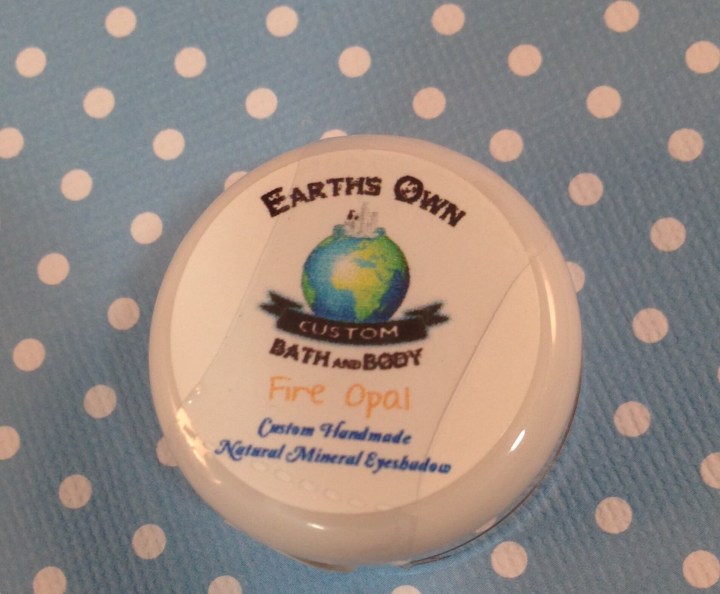 EARTHS OWN
CUSTOM
BATH AND BODY
Fire Opal
Custom Handmade
Natural Mineral Eyeshadow